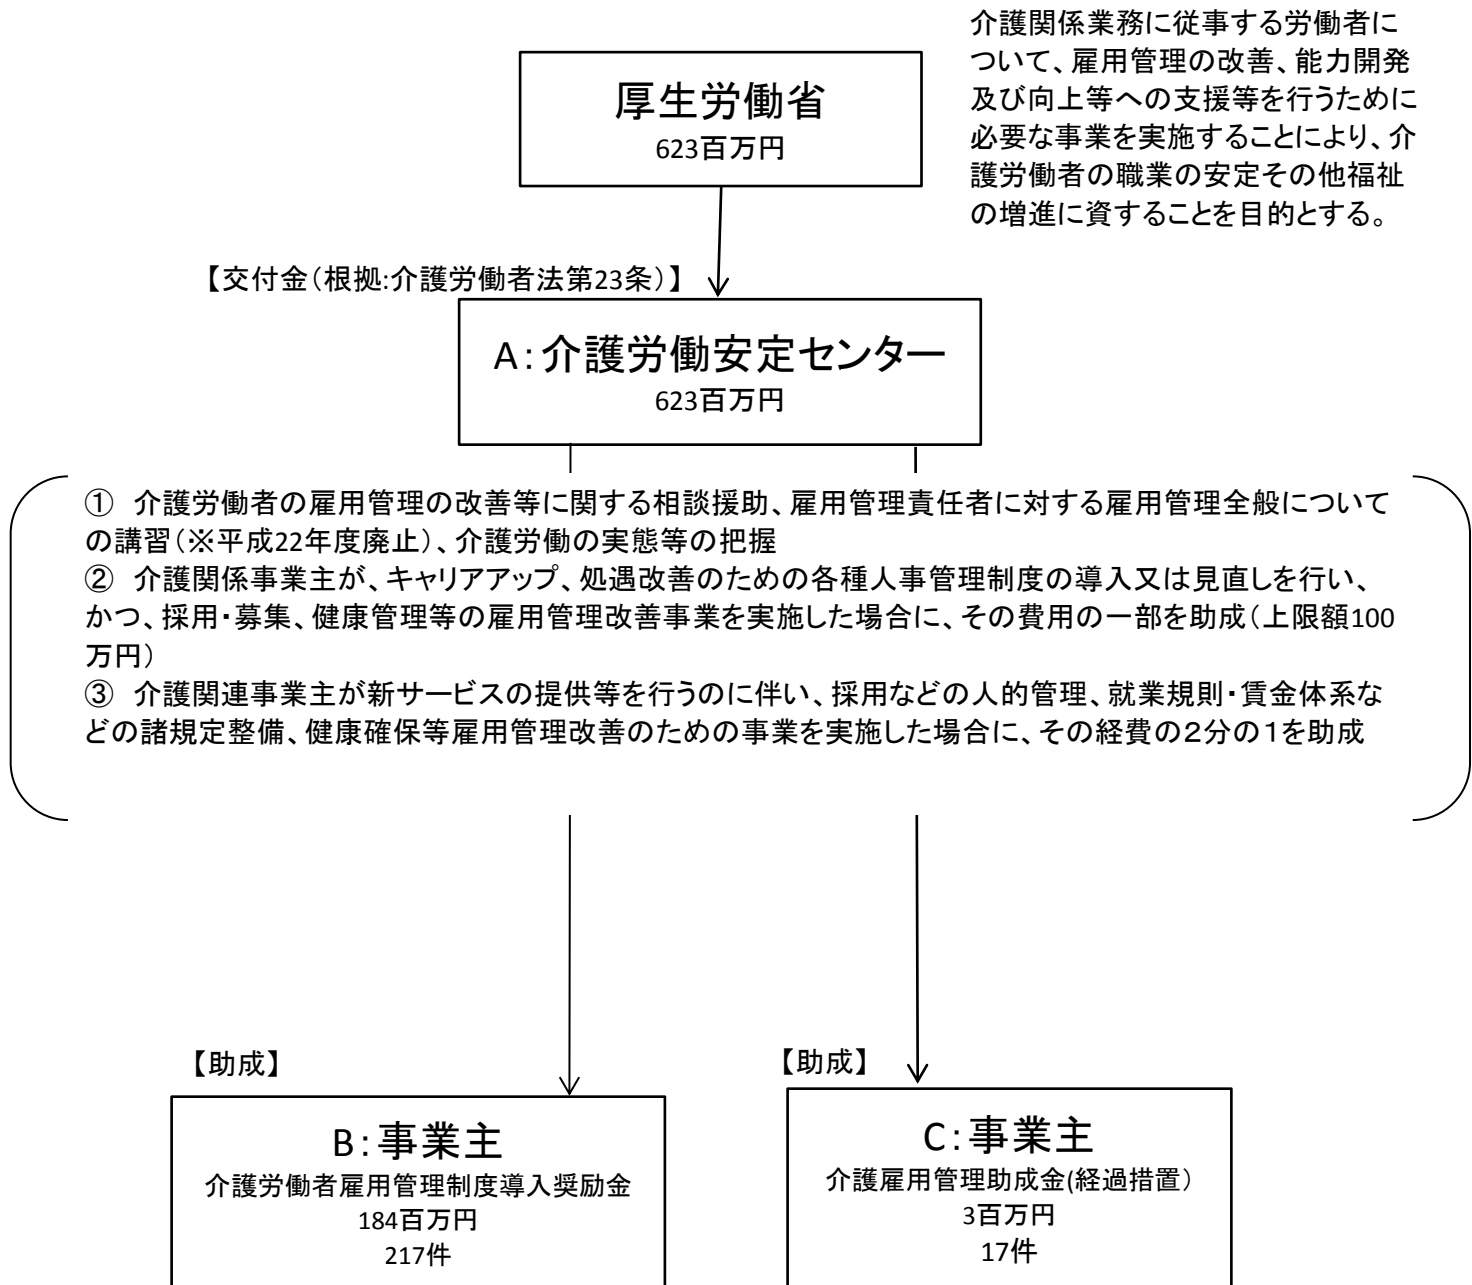 介護関係業務に従事する労働者に
ついて、雇用管理の改善、能力開発
及び向上等への支援等を行うために
必要な事業を実施することにより、介
護労働者の職業の安定その他福祉
の増進に資することを目的とする。
厚生労働省
623百万円
【交付金(根拠:介護労働者法第23条)】
A:介護労働安定センター
623百万円
① 介護労働者の雇用管理の改善等に関する相談援助、雇用管理責任者に対する雇用管理全般について
の講習(※平成22年度廃止)、介護労働の実態等の把握
② 介護関係事業主が、キャリアアップ、処遇改善のための各種人事管理制度の導入又は見直しを行い、
かつ、採用・募集、健康管理等の雇用管理改善事業を実施した場合に、その費用の一部を助成(上限額100
万円)
③ 介護関連事業主が新サービスの提供等を行うのに伴い、採用などの人的管理、就業規則・賃金体系な
どの諸規定整備、健康確保等雇用管理改善のための事業を実施した場合に、その経費の2分の1を助成
【助成】
B:事業主
介護労働者雇用管理制度導入奨励金
184百万円
217件
【助成】
C:事業主
介護雇用管理助成金(経過措置)
3百万円
17件